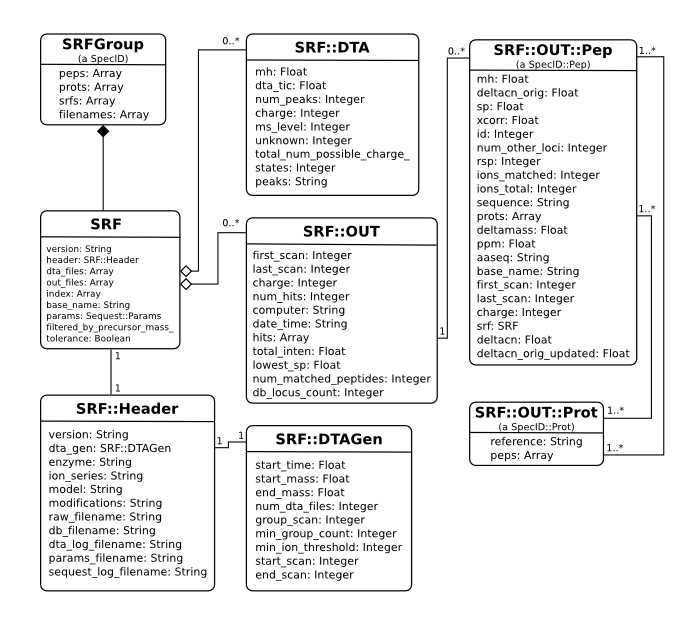 SRFGroup
(a SpecID)
peps: Array
prots: Array
srfs: Array
filenames: Array
0..*
SRF::DTA
mh: Float
dta_tic: Float
num_peaks: Integer
charge: Integer
ms_level: Integer
unknown: Integer
total_num_possible_charge_
states: Integer
peaks: String
0..*
SRF::OUT::Pep
(a SpecID::Pep)
mh: Float
deltacn_orig: Float
sp: Float
xcorr: Float
id: Integer
num_other_loci: Integer
rsp: Integer
ions_matched: Integer
ions_total: Integer
sequence: String
prots: Array
deltamass: Float
ppm: Float
aaseq: String
base_name: String
first_scan: Integer
last_scan: Integer
charge: Integer
srf: SRF
deltacn: Float
deltacn_orig_updated: Float
1..*
1..*
SRF
version: String
header: SRF::Header
dta_files: Array
out_files: Array
index: Array
base_name: String
params: Sequest::Params
filtered_by_precursor_mass_
tolerance: Boolean
0..*
SRF::OUT
first_scan: Integer
last_scan: Integer
charge: Integer
num_hits: Integer
computer: String
date_time: String
hits: Array
total_inten: Float
lowest_sp: Float
num_matched_peptides: Integer
db_locus_count: Integer
1
1
1
SRF::Header
version: String
dta_gen: SRF::DTAGen
enzyme: String
ion_series: String
model: String
modifications: String
raw_filename: String
db_filename: String
dta_log_filename: String
params_filename: String
sequest_log_filename: String
1
1
SRF::DTAGen
start_time: Float
start_mass: Float
end_mass: Float
num_dta_files: Integer
group_scan: Integer
min_group_count: Integer
min_ion_threshold: Integer
start_scan: Integer
end_scan: Integer
SRF::OUT::Prot
(a SpecID::Prot)
reference: String
peps: Array
1..*
1..*